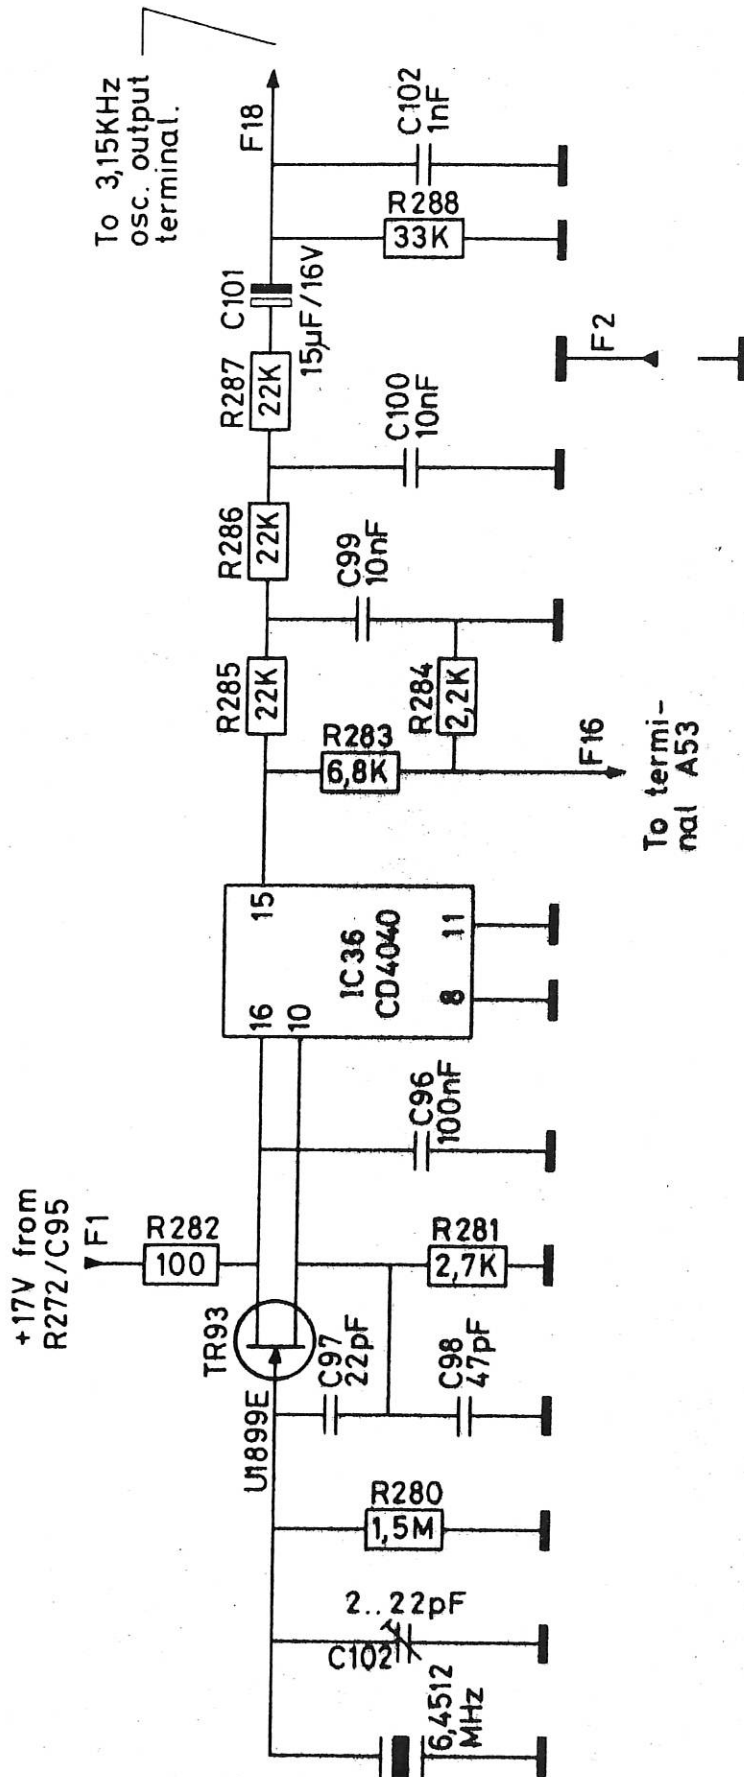 To 3,15KHz
osc. output
terminal.
F18
C102
1nF
R288
33K
C101
15µF/16V
F2
R287
22K
C100
10nF
R286
22K
C99
10nF
R285
22K
R284
2,2K
R283
6,8K
F16
To termi-
nal A53
15
16
10
IC36
CD4040
11
8
C96
100nF
+17V from
R272/C95
F1
R282
100
R281
2,7K
TR93
U1899E
C97
22pF
C98
47pF
R280
1,5M
2..22pF
C102
6,4512
MHz